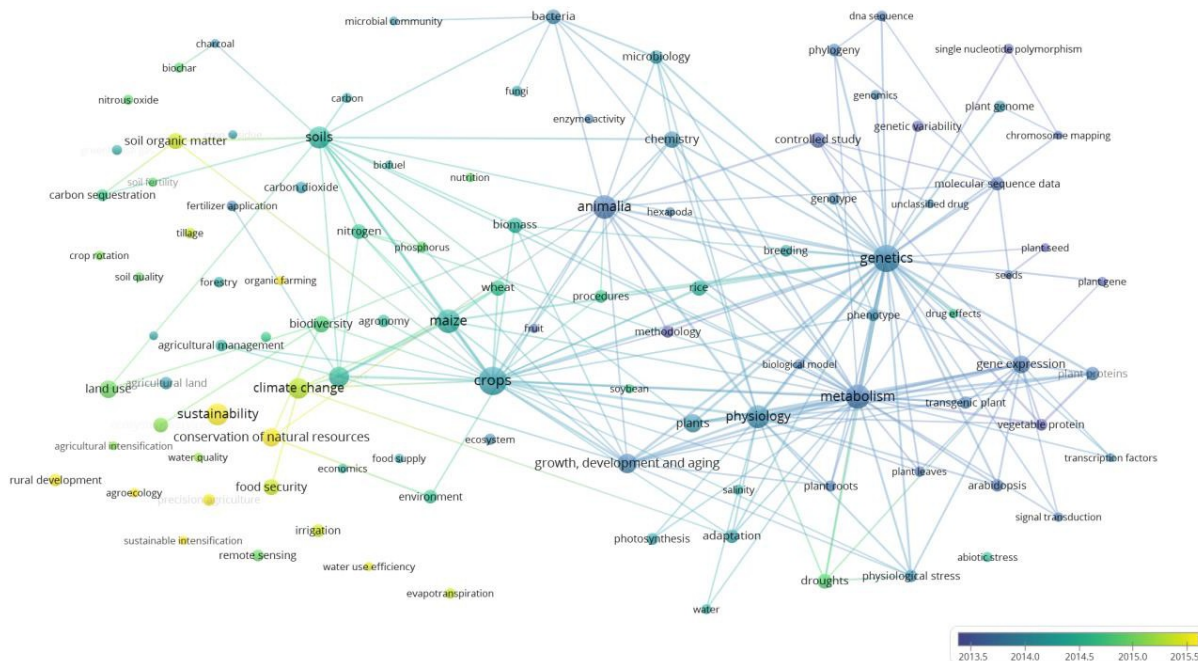 dna sequence
bacteria
microbial community
charcoal
phylogeny
single nucleotide polymorphism
microbiology
biochar
fungi
genomics
nitrous oxide
carbon
plant genome
enzyme activity
genetic variability
chromosome mapping
soils
soil organic matter
chemistry
controlled study
biofuel
nutrition
soil fertility
carbon sequestration
carbon dioxide
molecular sequence data
genotype
unclassified drug
fertilizer application
animalia
hexapoda
biomass
tillage
nitrogen
phosphorus
breeding
plant seed
crop rotation
genetics
soil quality
forestry
organic farming
wheat
procedures
rice
seeds
plant gene
biodiversity
agronomy
maize
fruit
methodology
phenotype
drug effects
agricultural management
biological model
gene expression
plant proteins
land use
agricultural land
climate change
crops
soybean
metabolism
transgenic plant
sustainability
physiology
plants
vegetable protein
conservation of natural resources
ecosystem
agricultural intensification
water quality
food supply
growth, development and aging
transcription factors
rural development
economics
plant leaves
agroecology
precision agriculture
food security
environment
salinity
plant roots
arabidopsis
signal transduction
irrigation
sustainable intensification
photosynthesis
adaptation
remote sensing
abiotic stress
water use efficiency
droughts
physiological stress
evapotranspiration
water
2013.5 2014.0 2014.5 2015.0 2015.5